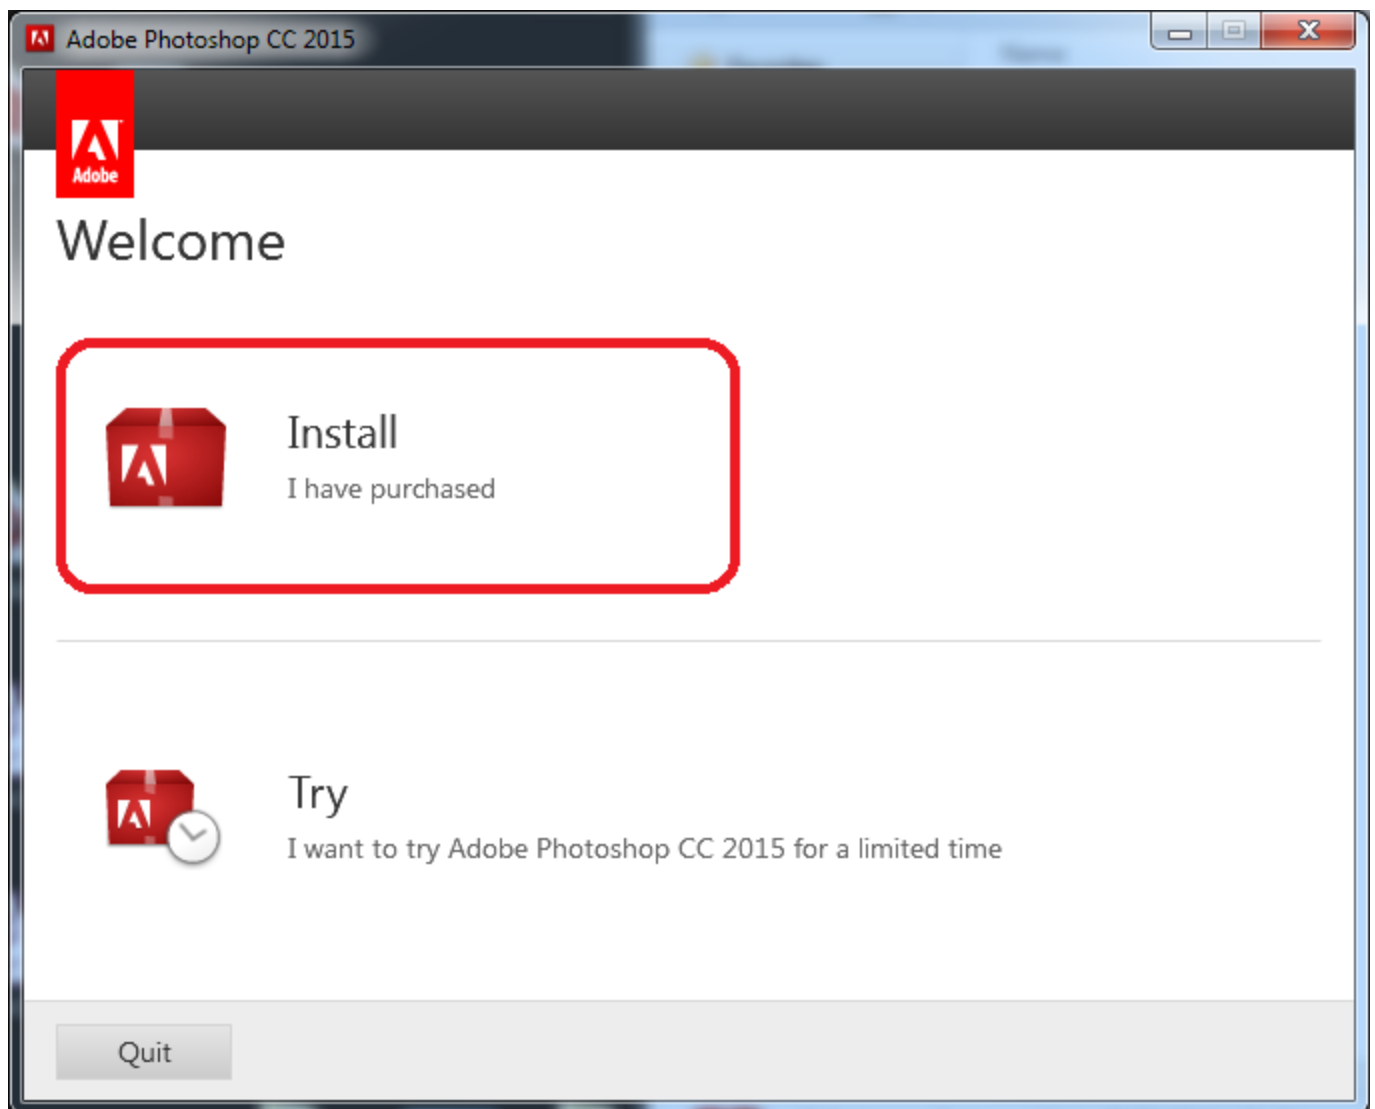 Adobe Photoshop CC 2015
Adobe
Welcome
Install
I have purchased
Try
I want to try Adobe Photoshop CC 2015 for a limited time
Quit